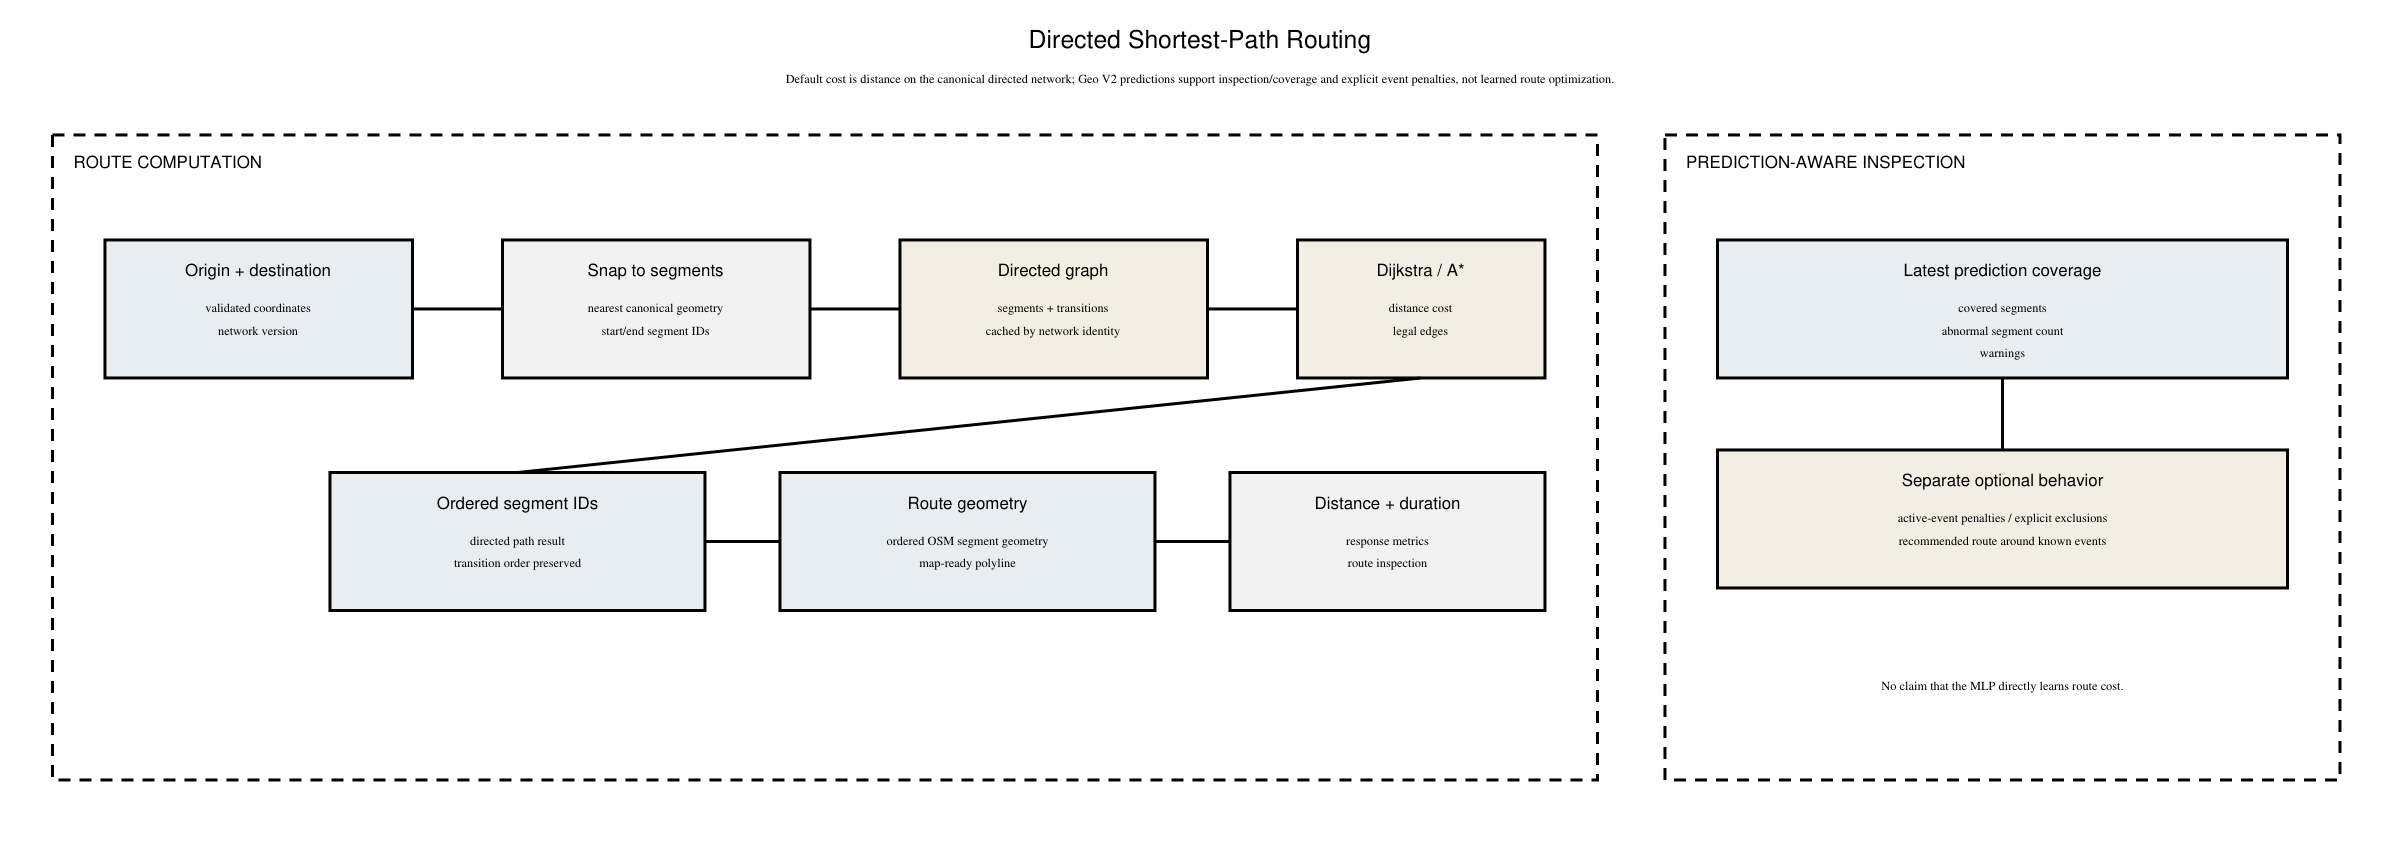 Directed Shortest-Path Routing
Default cost is distance on the canonical directed network; Geo V2 predictions support inspection/coverage and explicit event penalties, not learned route optimization.
ROUTE COMPUTATION
Origin + destination
validated coordinates
network version
Snap to segments
nearest canonical geometry
start/end segment IDs
Directed graph
segments + transitions
cached by network identity
Dijkstra / A*
distance cost
legal edges
Ordered segment IDs
directed path result
transition order preserved
Route geometry
ordered OSM segment geometry
map-ready polyline
Distance + duration
response metrics
route inspection
PREDICTION-AWARE INSPECTION
Latest prediction coverage
covered segments
abnormal segment count
warnings
Separate optional behavior
active-event penalties / explicit exclusions
recommended route around known events
No claim that the MLP directly learns route cost.